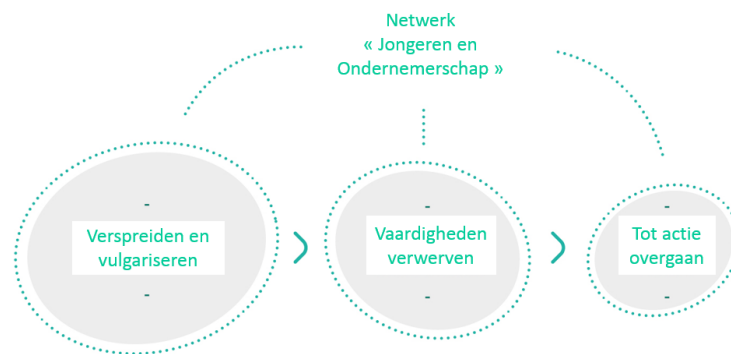 Netwerk
« Jongeren en
Ondernemerschap »
-
Verspreiden en
vulgariseren
-
-
Vaardigheden
verwerven
-
-
Tot actie
overgaan
-